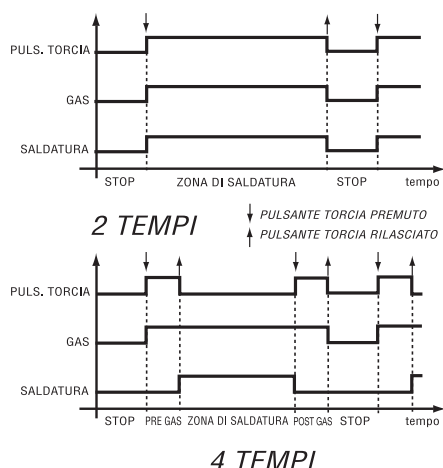 PULS. TORCIA
GAS
SALDATURA
STOP ZONA DI SALDATURA STOP tempo
2 TEMPI
PULSANTE TORCIA PREMUTO
PULSANTE TORCIA RILASCIATO
PULS. TORCIA
GAS
SALDATURA
STOP PRE GAS ZONA DI SALDATURA POST GAS STOP tempo
4 TEMPI